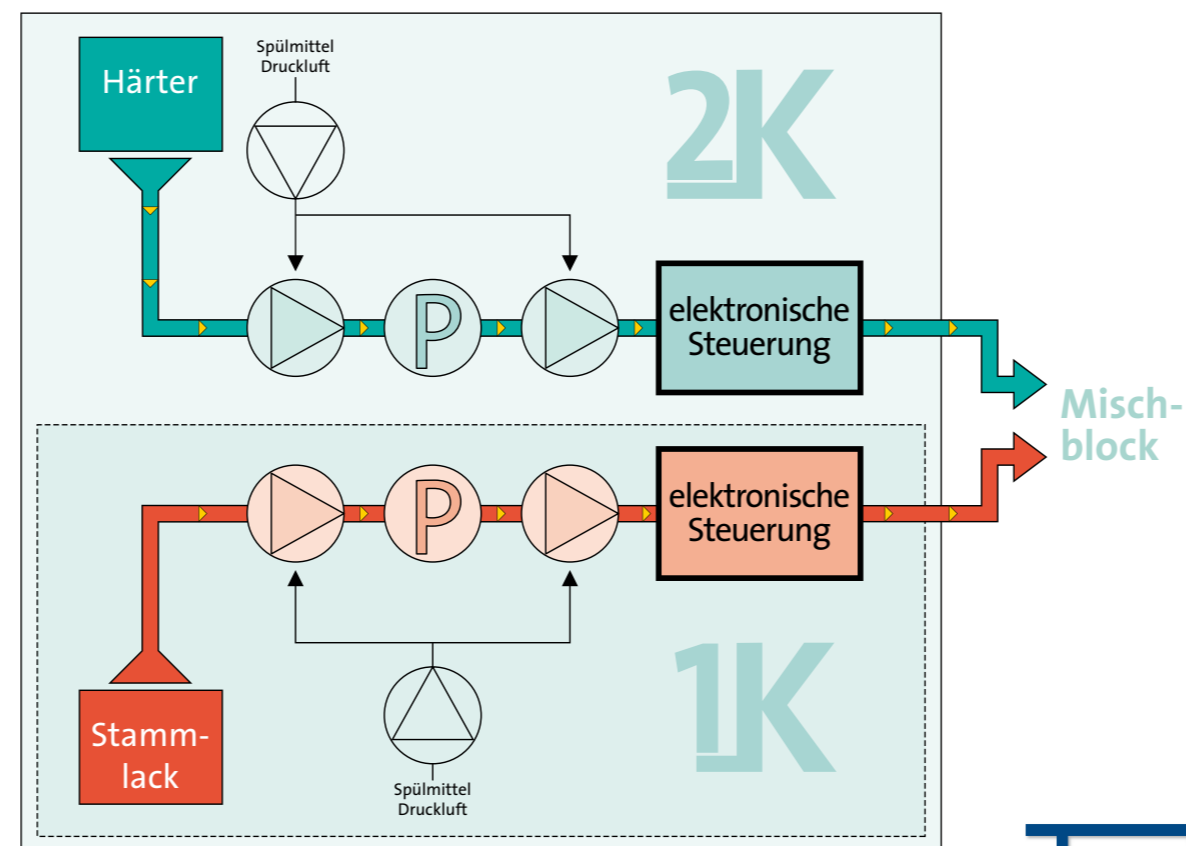 Härter
Spülmittel
Druckluft
2K
P
elektronische
Steuerung
Misch-
block
P
elektronische
Steuerung
1K
Stamm-
lack
Spülmittel
Druckluft